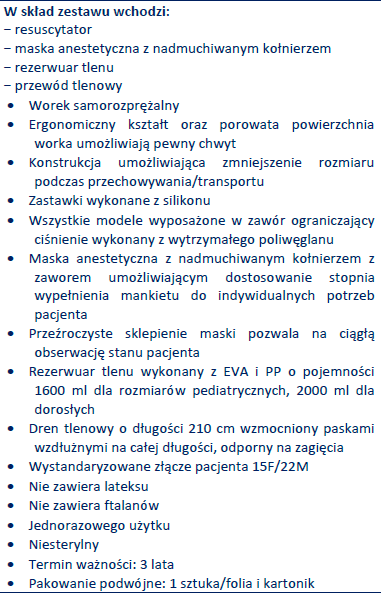 W skład zestawu wchodzi:
− resuscytator
− maska anestetyczna z nadmuchiwanym kołnierzem
− rezerwuar tlenu
− przewód tlenowy
• Worek samorozprężalny
• Ergonomiczny kształt oraz porowata powierzchnia
worka umożliwiają pewny chwyt
• Konstrukcja umożliwiająca zmniejszenie rozmiaru
podczas przechowywania/transportu
• Zastawki wykonane z silikonu
• Wszystkie modele wyposażone w zawór ograniczający
ciśnienie wykonany z wytrzymałego poliwęglanu
• Maska anestetyczna z nadmuchiwanym kołnierzem z
zaworem umożliwiającym dostosowanie stopnia
wypełnienia mankietu do indywidualnych potrzeb
pacjenta
• Przeźroczyste sklepienie maski pozwala na ciągłą
obserwację stanu pacjenta
• Rezerwuar tlenu wykonany z EVA i PP o pojemności
1600 ml dla rozmiarów pediatrycznych, 2000 ml dla
dorosłych
• Dren tlenowy o długości 210 cm wzmocniony paskami
wzdłużnymi na całej długości, odporny na zagięcia
• Wystandaryzowane złącze pacjenta 15F/22M
• Nie zawiera lateksu
• Nie zawiera ftalanów
• Jednorazowego użytku
• Niesterylny
• Termin ważności: 3 lata
• Pakowanie podwójne: 1 sztuka/folia i kartonik